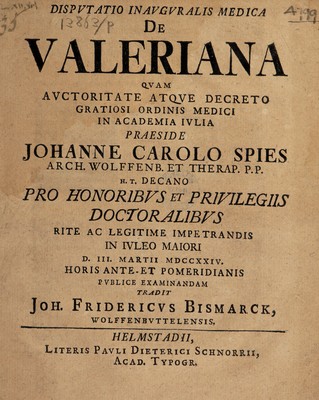 DISPVTATIO INAVGVRALIS MEDICA
DE
VALERIANA
QVAM
AVCTORITATE ATQVE DECRETO
GRATIOSI ORDINIS MEDICI
IN ACADEMIA IVLIA
PRAESIDE
JOHANNE CAROLO SPIES
ARCH. WOLFFENB. ET THERAP. P.P.
H.T. DECANO
PRO HONORIBVS ET PRIVILEGIIS
DOCTORALIBVS
RITE AC LEGITIME IMPETRANDIS
IN IVLEO MAIORI
D. III. MARTII MDCCXXIV.
HORIS ANTE-ET POMERIDIANIS
PVBLICE EXAMINANDAM
TRADIT
JOH. FRIDERICVS BISMARCK,
WOLFFENBVTTELENSIS.
HELMSTADII,
LITERIS PAVLI DIETERICI SCHNORRII,
ACAD. TYPOGR.